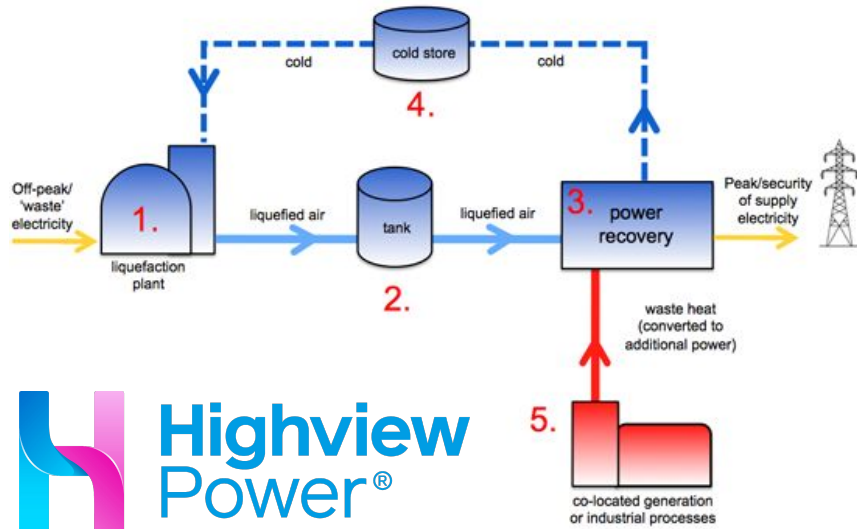 cold store
cold
cold
4.
Off-peak/
'waste'
electricity
1.
liquefaction
plant
liquefied air
tank
2.
liquefied air
3.
power
recovery
Peak/security
of supply
electricity
waste heat
(converted to
additional power)
5.
co-located generation
or industrial processes
Highview
Power®